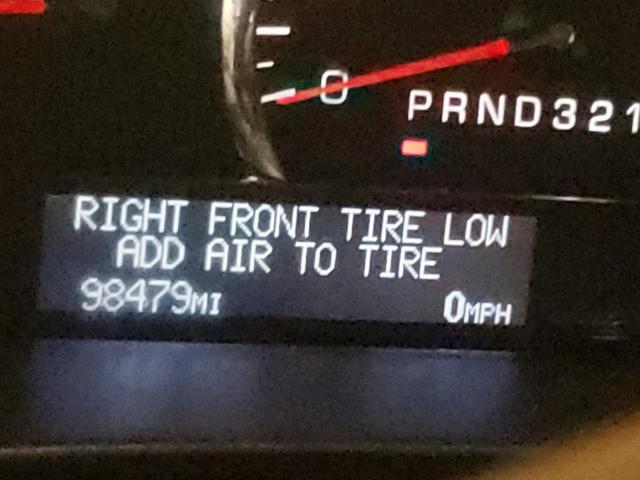 0
PRND321
RIGHT FRONT TIRE LOW
ADD AIR TO TIRE
98479MI 0MPH